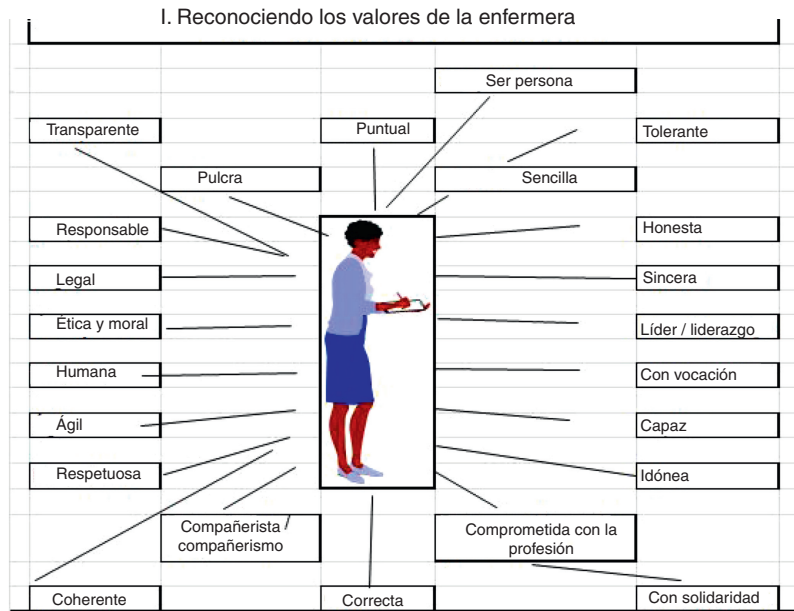 I. Reconociendo los valores de la enfermera
Ser persona
Transparente
Puntual
Tolerante
Pulcra
Sencilla
Responsable
Honesta
Legal
Sincera
Ética y moral
Líder / liderazgo
Humana
Con vocación
Ágil
Capaz
Respetuosa
Idónea
Compañerista /
compañerismo
Comprometida con la
profesión
Coherente
Correcta
Con solidaridad